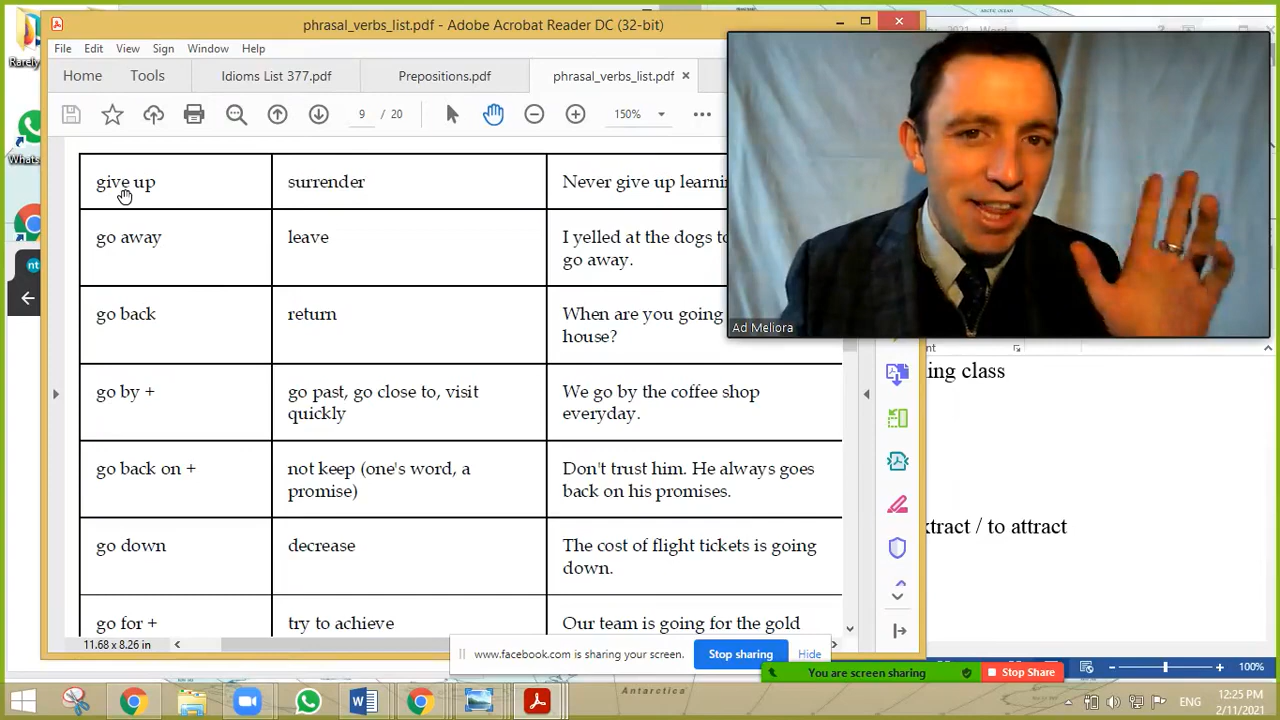 phrasal_verbs_list.pdf - Adobe Acrobat Reader DC (32-bit)
File Edit View Sign Window Help
Home Tools Idioms List 377.pdf Prepositions.pdf phrasal_verbs_list.pdf
9 / 20 150%
give up surrender Never give up
go away leave I yelled at the dogs
go away.
go back return When are you going
house?
go by + go past, go close to, visit We go by the coffee shop
quickly everyday.
go back on + not keep (one's word, a Don't trust him. He always goes
promise) back on his promises.
go down decrease The cost of flight tickets is going
down.
go for + try to achieve Our team is going for the gold
11.68 x 8.26 in
Ad Meliora
Rarely
nt
class
/ to attract
www.facebook.com is sharing your screen. Stop sharing Hide
You are screen sharing Stop Share
100%
Antarctica
ENG
12:25 PM
2/11/2021